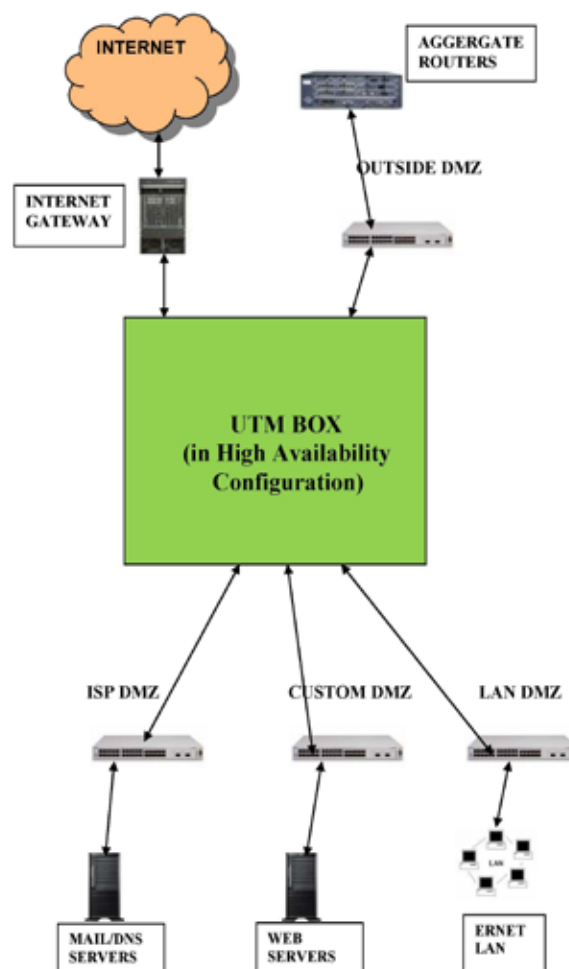 INTERNET
AGGERGATE
ROUTERS
OUTSIDE DMZ
INTERNET
GATEWAY
UTM BOX
(in High Availability
Configuration)
ISP DMZ
CUSTOM DMZ
LAN DMZ
LAN
MAIL/DNS
SERVERS
WEB
SERVERS
ERNET
LAN